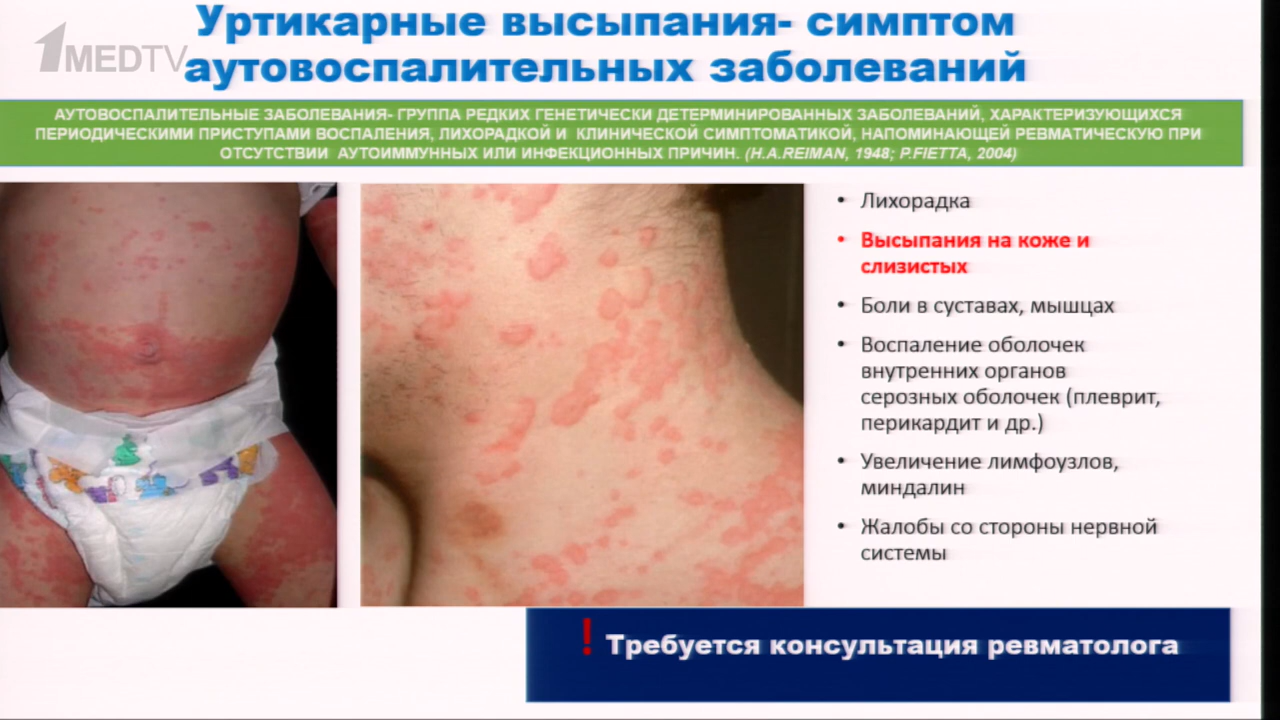 Уртикарные высыпания- симптом
1MEDTV
аутовоспалительных заболеваний
АУТОВОСПАЛИТЕЛЬНЫЕ ЗАБОЛЕВАНИЯ- ГРУППА РЕДКИХ ГЕНЕТИЧЕСКИ ДЕТЕРМИНИРОВАННЫХ ЗАБОЛЕВАНИЙ, ХАРАКТЕРИЗУЮЩИХСЯ
ПЕРИОДИЧЕСКИМИ ПРИСТУПАМИ ВОСПАЛЕНИЯ, ЛИХОРАДКОЙ И КЛИНИЧЕСКОЙ СИМПТОМАТИКОЙ, НАПОМИНАЮЩЕЙ РЕВМАТИЧЕСКУЮ ПРИ
ОТСУТСТВИИ АУТОИММУННЫХ ИЛИ ИНФЕКЦИОННЫХ ПРИЧИН. (H.A.REIMAN, 1948; P.FIETTA, 2004)
• Лихорадка
• Высыпания на коже и
слизистых
• Боли в суставах, мышцах
• Воспаление оболочек
внутренних органов
серозных оболочек (плеврит,
перикардит и др.)
• Увеличение лимфоузлов,
миндалин
• Жалобы со стороны нервной
системы
! Требуется консультация ревматолога